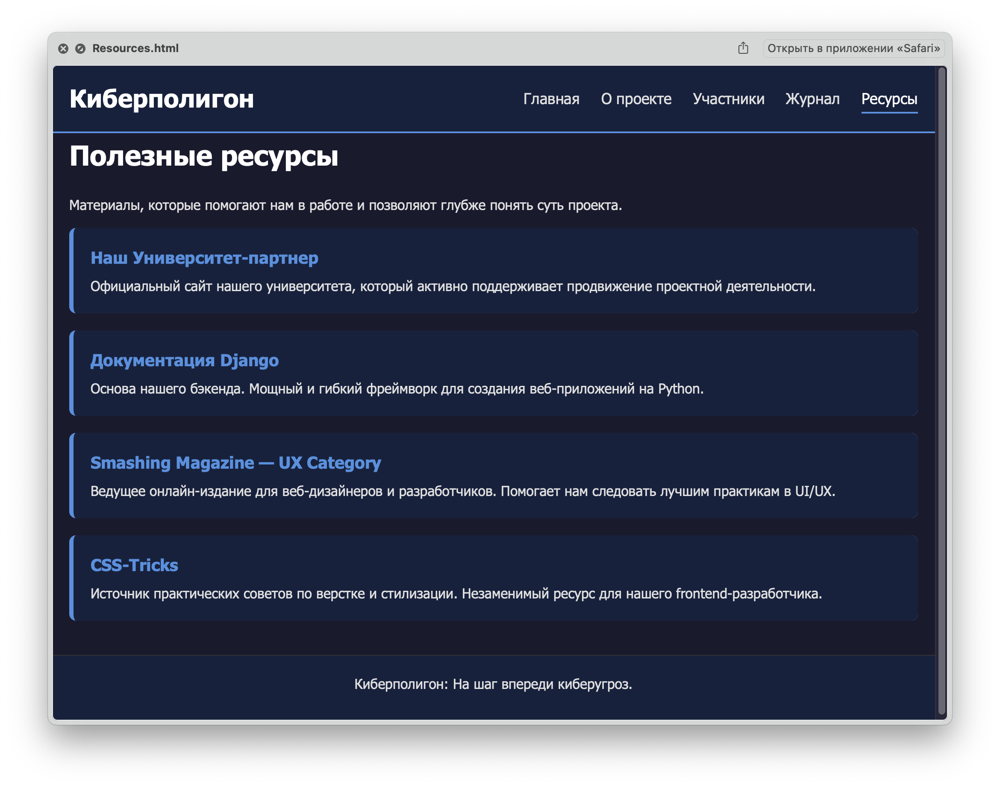 Resources.html
Открыть в приложении «Safari»
Киберполигон
Главная О проекте Участники Журнал Ресурсы
Полезные ресурсы
Материалы, которые помогают нам в работе и позволяют глубже понять суть проекта.
Наш Университет-партнер
Официальный сайт нашего университета, который активно поддерживает продвижение проектной деятельности.
Документация Django
Основа нашего бэкенда. Мощный и гибкий фреймворк для создания веб-приложений на Python.
Smashing Magazine — UX Category
Ведущее онлайн-издание для веб-дизайнеров и разработчиков. Помогает нам следовать лучшим практикам в UI/UX.
CSS-Tricks
Источник практических советов по верстке и стилизации. Незаменимый ресурс для нашего frontend-разработчика.
Киберполигон: На шаг впереди киберугроз.